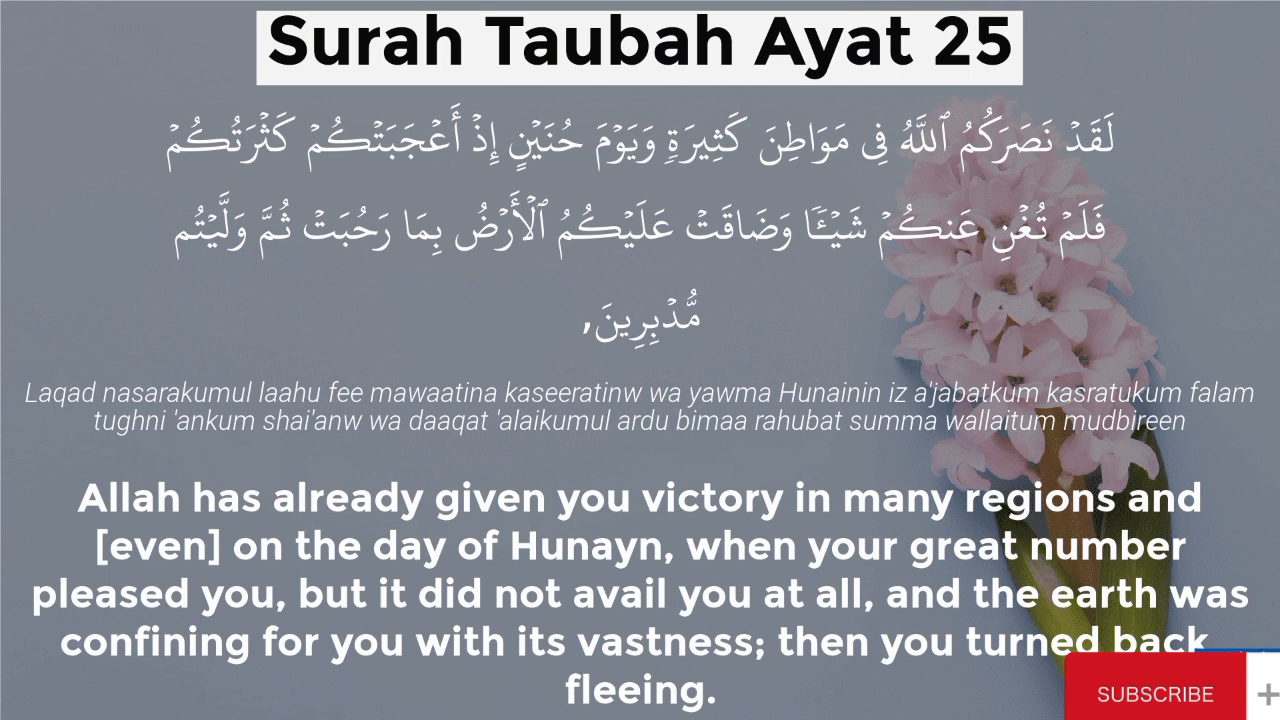 Surah Taubah Ayat 25
لَقَدْ نَصَرَكُمُ ٱللَّهُ فِى مَوَاطِنَ كَثِيرَةٍ وَيَوْمَ حُنَيْنٍ إِذْ أَعْجَبَتْكُمْ كَثْرَتُكُمْ
فَلَمْ تُغْنِ عَنكُمْ شَيْـًٔا وَضَاقَتْ عَلَيْكُمُ ٱلْأَرْضُ بِمَا رَحُبَتْ ثُمَّ وَلَّيْتُم
مُّدْبِرِينَ,
Laqad nasarakumul laahu fee mawaatina kaseeratinw wa yawma Hunainin iz a'jabatkum kasratukum falam
tughni 'ankum shai'anw wa daaqat 'alaikumul ardu bimaa rahubat summa wallaitum mudbireen
Allah has already given you victory in many regions and
[even] on the day of Hunayn, when your great number
pleased you, but it did not avail you at all, and the earth was
confining for you with its vastness; then you turned back,
fleeing.
SUBSCRIBE +